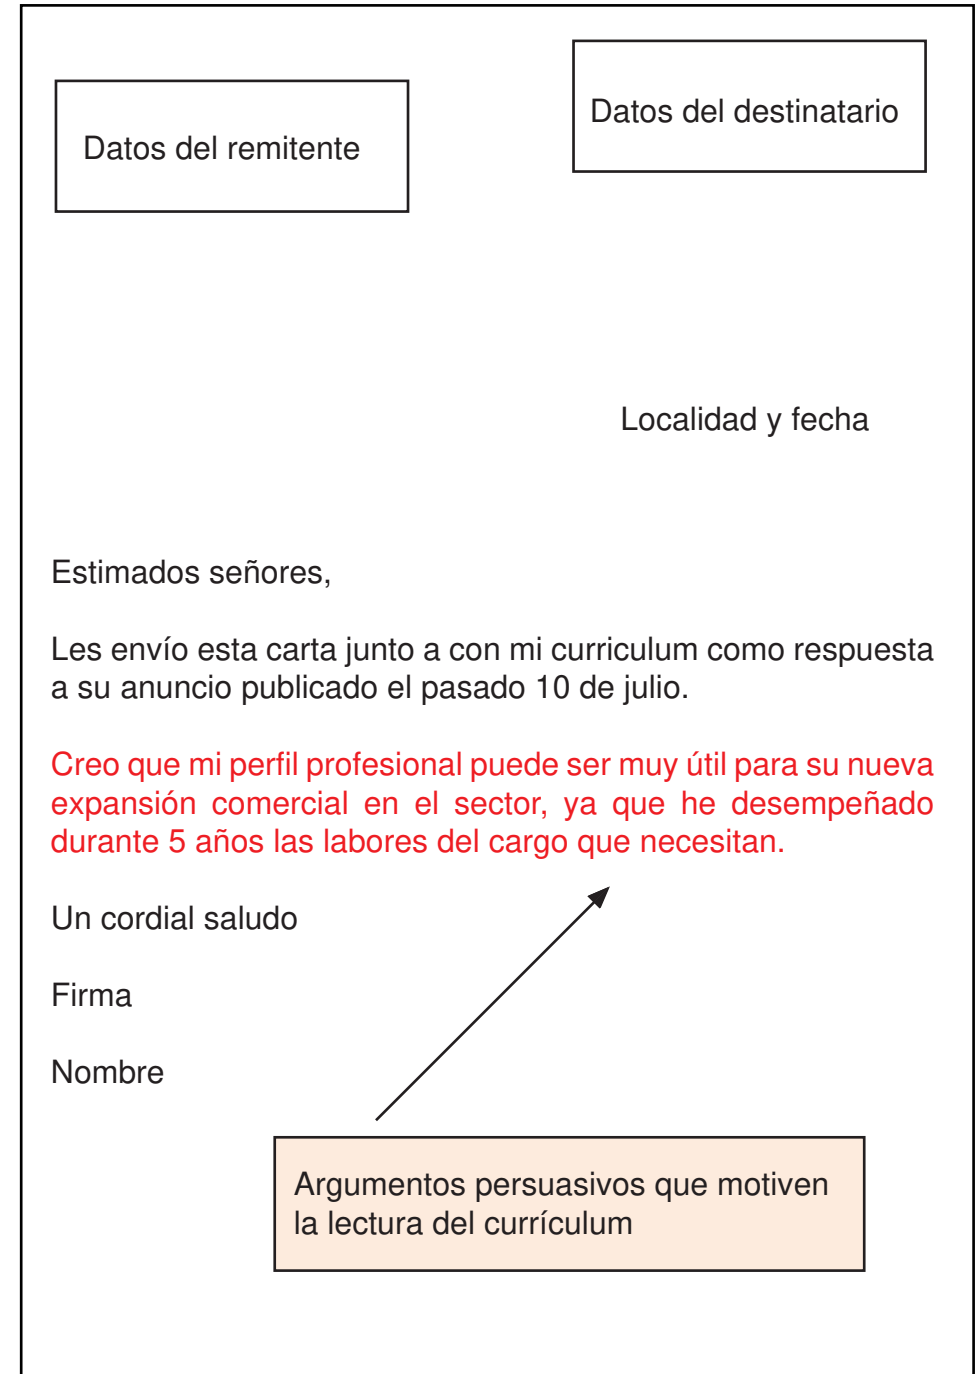 Datos del remitente
Datos del destinatario
Localidad y fecha
Estimados señores,
Les envío esta carta junto a con mi curriculum como respuesta
a su anuncio publicado el pasado 10 de julio.
Creo que mi perfil profesional puede ser muy útil para su nueva
expansión comercial en el sector, ya que he desempeñado
durante 5 años las labores del cargo que necesitan.
Un cordial saludo
Firma
Nombre
Argumentos persuasivos que motiven
la lectura del currículum